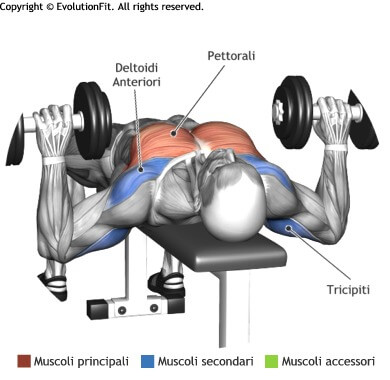 Copyright © EvolutionFit. All rights reserved.
Pettorali
Deltoidi
Anteriori
Tricipiti
Muscoli principali Muscoli secondari Muscoli accessori